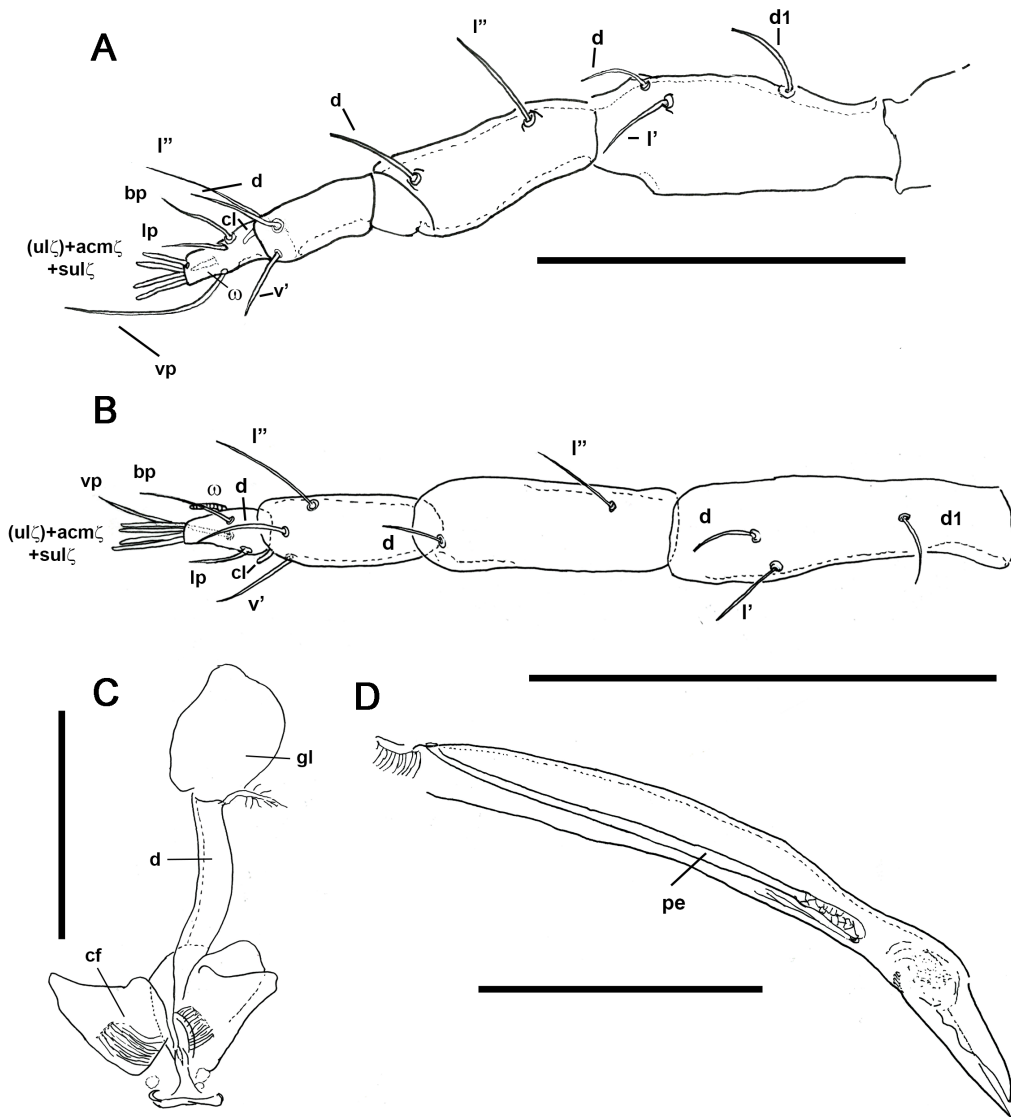 A
l”
d
d1
d
l’
l”
d
bp
cl
lp
(ulζ)+acmζ
+sulζ
ω
v’
vp
B
l”
l”
bp
vp
ω
d
d
d1
(ulζ)+acmζ
+sulζ
d
lp
cl
v’
l’
C
gl
d
cf
D
pe